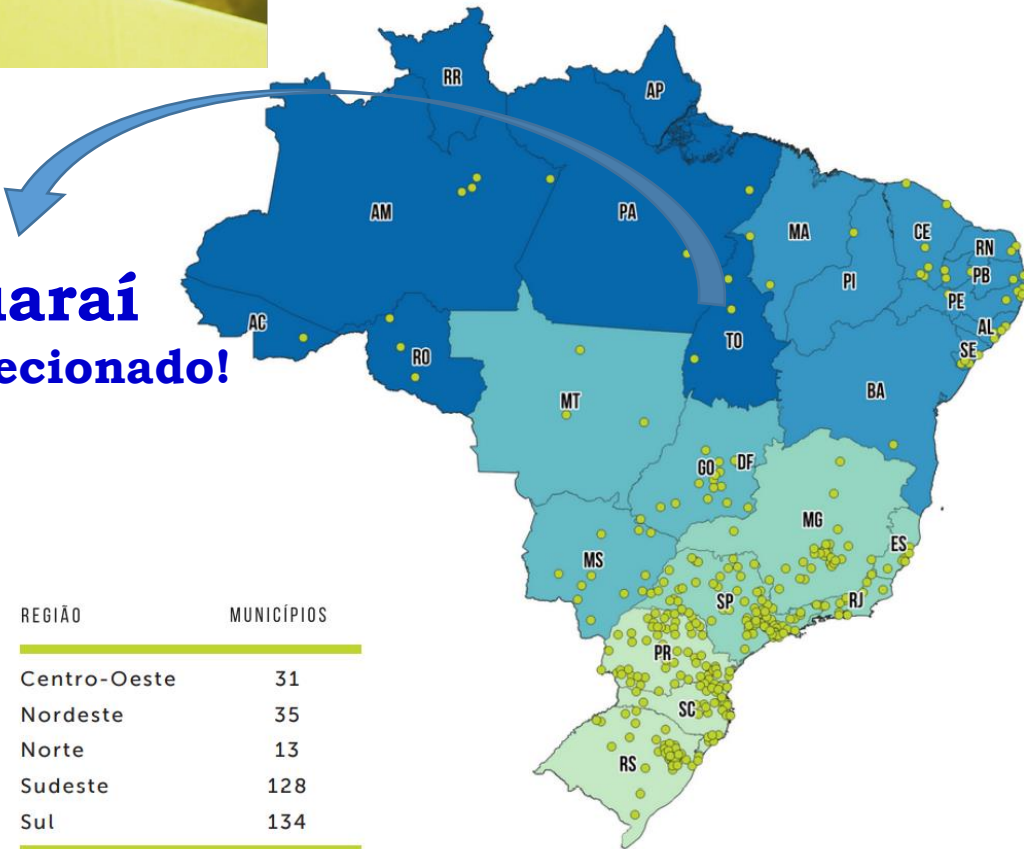 RR
AP
AM
PA
MA
CE
RN
PB
PI
PE
AL
SE
AC
RO
TO
BA
MT
GO
DF
MG
ES
MS
SP
RJ
PR
SC
RS
araí
ecionado!
REGIÃO MUNICÍPIOS
Centro-Oeste 31
Nordeste 35
Norte 13
Sudeste 128
Sul 134